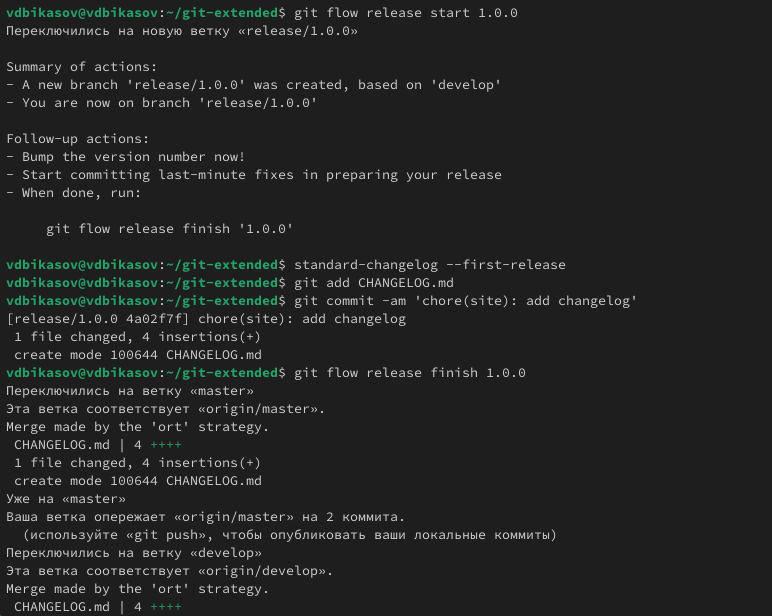 vdbikasov@vdbikasov:~/git-extended$ git flow release start 1.0.0
Переключились на новую ветку «release/1.0.0»

Summary of actions:
- A new branch 'release/1.0.0' was created, based on 'develop'
- You are now on branch 'release/1.0.0'

Follow-up actions:
- Bump the version number now!
- Start committing last-minute fixes in preparing your release
- When done, run:

     git flow release finish '1.0.0'

vdbikasov@vdbikasov:~/git-extended$ standard-changelog --first-release
vdbikasov@vdbikasov:~/git-extended$ git add CHANGELOG.md
vdbikasov@vdbikasov:~/git-extended$ git commit -am 'chore(site): add changelog'
[release/1.0.0 4a02f7f] chore(site): add changelog
 1 file changed, 4 insertions(+)
 create mode 100644 CHANGELOG.md
vdbikasov@vdbikasov:~/git-extended$ git flow release finish 1.0.0
Переключились на ветку «master»
Эта ветка соответствует «origin/master».
Merge made by the 'ort' strategy.
 CHANGELOG.md | 4 ++++
 1 file changed, 4 insertions(+)
 create mode 100644 CHANGELOG.md
Уже на «master»
Ваша ветка опережает «origin/master» на 2 коммита.
  (используйте «git push», чтобы опубликовать ваши локальные коммиты)
Переключились на ветку «develop»
Эта ветка соответствует «origin/develop».
Merge made by the 'ort' strategy.
 CHANGELOG.md | 4 ++++